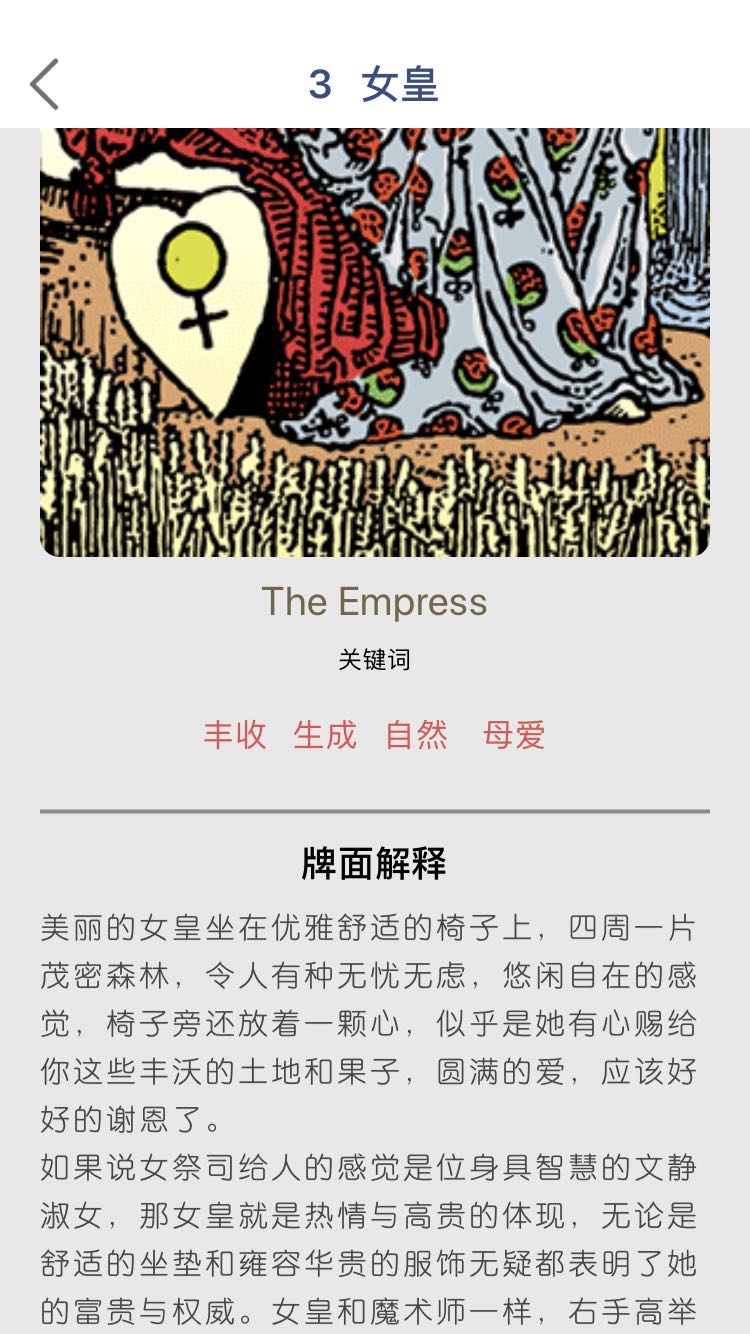 3 女皇
The Empress
关键词
丰收 生成 自然 母爱
牌面解释
美丽的女皇坐在优雅舒适的椅子上，四周一片
茂密森林，令人有种无忧无虑，悠闲自在的感
觉，椅子旁还放着一颗心，似乎是她有心赐给
你这些丰沃的土地和果子，圆满的爱，应该好
好的谢恩了。
如果说女祭司给人的感觉是位身具智慧的文静
淑女，那女皇就是热情与高贵的体现，无论是
舒适的坐垫和雍容华贵的服饰无疑都表明了她
的富贵与权威。女皇和魔术师一样，右手高举